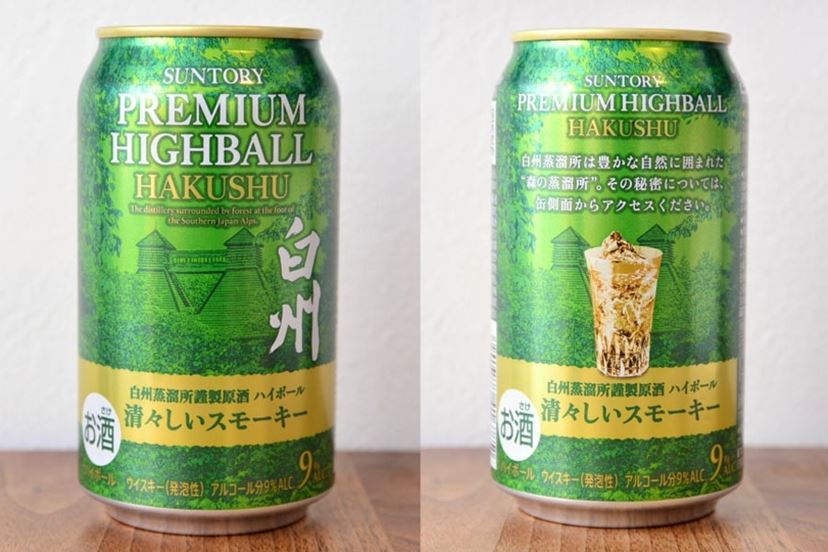 SUNTORY
PREMIUM
HIGHBALL
HAKUSHU
The distillery surrounded by forest at the foot of
the Southern Japan Alps.
白州
白州蒸溜所謹製原酒 ハイボール
清々しいスモーキー
さけ
お酒
ハイボール
ウイスキー(発泡性) アルコール分9%ALC 9%
SUNTORY
PREMIUM HIGHBALL
HAKUSHU
白州蒸溜所は豊かな自然に囲まれた
“森の蒸溜所”。その秘密については、
缶側面からアクセスください。
白州蒸溜所謹製原酒 ハイボール
清々しいスモーキー
さけ
お酒
ハイボール
ウイスキー(発泡性) アルコール分9%ALC 9%